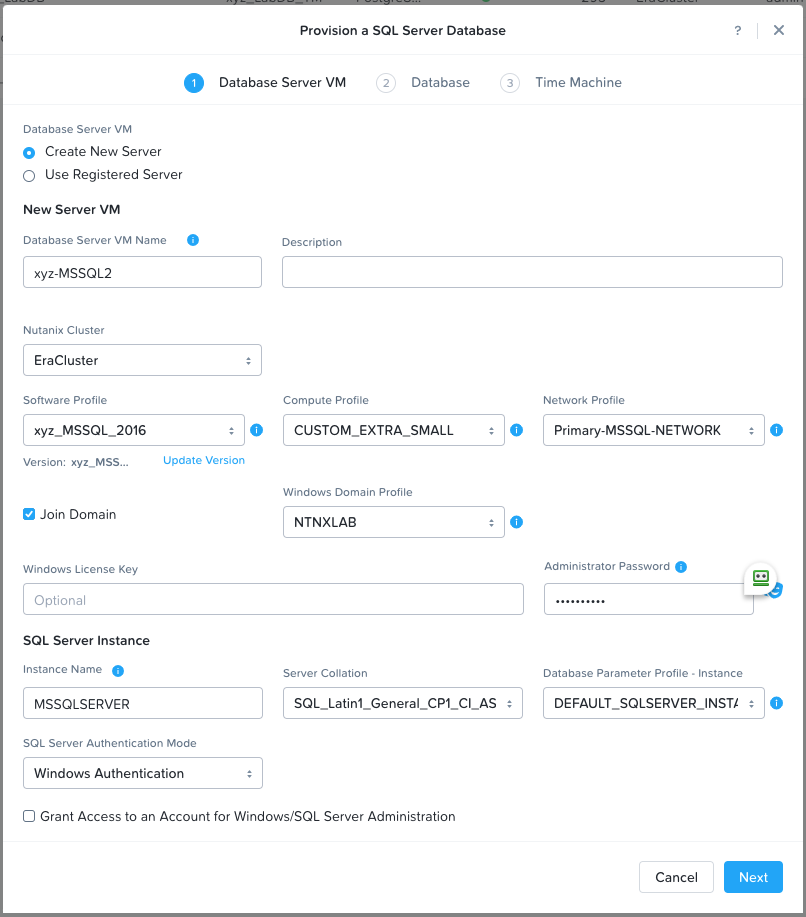 Provision a SQL Server Database
?
1 Database Server VM 2 Database 3 Time Machine
Database Server VM
Create New Server
Use Registered Server
New Server VM
Database Server VM Name Description
xyz-MSSQL2
Nutanix Cluster
EraCluster
Software Profile Compute Profile Network Profile
xyz_MSSQL_2016 CUSTOM_EXTRA_SMALL Primary-MSSQL-NETWORK
Version: xyz_MSS... Update Version
Windows Domain Profile
Join Domain NTNXLAB
Windows License Key Administrator Password
Optional ••••••••••
SQL Server Instance
Instance Name Server Collation Database Parameter Profile - Instance
MSSQLSERVER SQL_Latin1_General_CP1_CI_AS DEFAULT_SQLSERVER_INSTA
SQL Server Authentication Mode
Windows Authentication
Grant Access to an Account for Windows/SQL Server Administration
Cancel Next